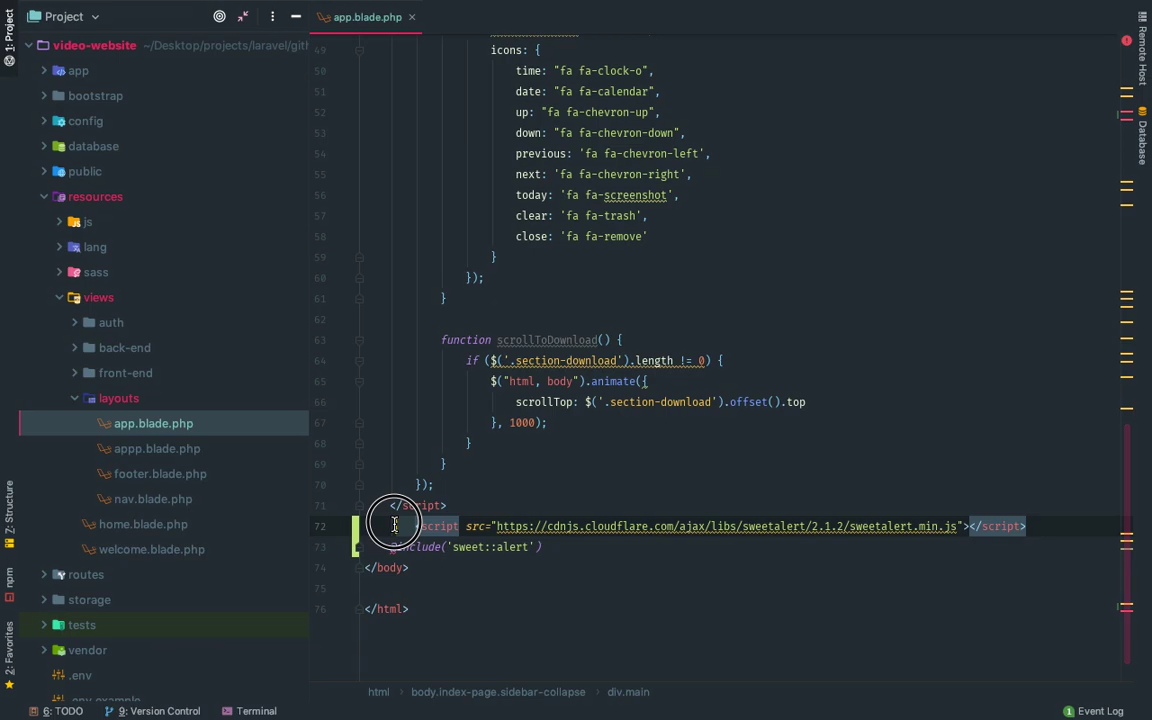 Project
app.blade.php
1: Project
video-website ~/Desktop/projects/laravel/gith
app
bootstrap
config
database
public
resources
js
lang
sass
views
auth
back-end
front-end
layouts
app.blade.php
appp.blade.php
footer.blade.php
nav.blade.php
home.blade.php
welcome.blade.php
routes
storage
tests
vendor
.env
.env.example
7: Structure
npm
2: Favorites
49 icons: {
50 time: "fa fa-clock-o",
51 date: "fa fa-calendar",
52 up: "fa fa-chevron-up",
53 down: "fa fa-chevron-down",
54 previous: 'fa fa-chevron-left',
55 next: 'fa fa-chevron-right',
56 today: 'fa fa-screenshot',
57 clear: 'fa fa-trash',
58 close: 'fa fa-remove'
59 }
60 });
61 }
62
63 function scrollToDownload() {
64 if ($('.section-download').length != 0) {
65 $("html, body").animate({
66 scrollTop: $('.section-download').offset().top
67 }, 1000);
68 }
69 }
70 });
71 </script>
72 <script src="https://cdnjs.cloudflare.com/ajax/libs/sweetalert/2.1.2/sweetalert.min.js"></script>
73 @include('sweet::alert')
74 </body>
75
76 </html>
Remote Host
Database
html body.index-page.sidebar-collapse div.main
6: TODO 9: Version Control Terminal
1 Event Log